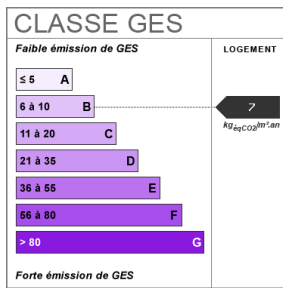 CLASSE GES
Faible émission de GES
LOGEMENT
≤ 5 A
6 à 10 B
7
kgéqCO2/m².an
11 à 20 C
21 à 35 D
36 à 55 E
56 à 80 F
> 80 G
Forte émission de GES